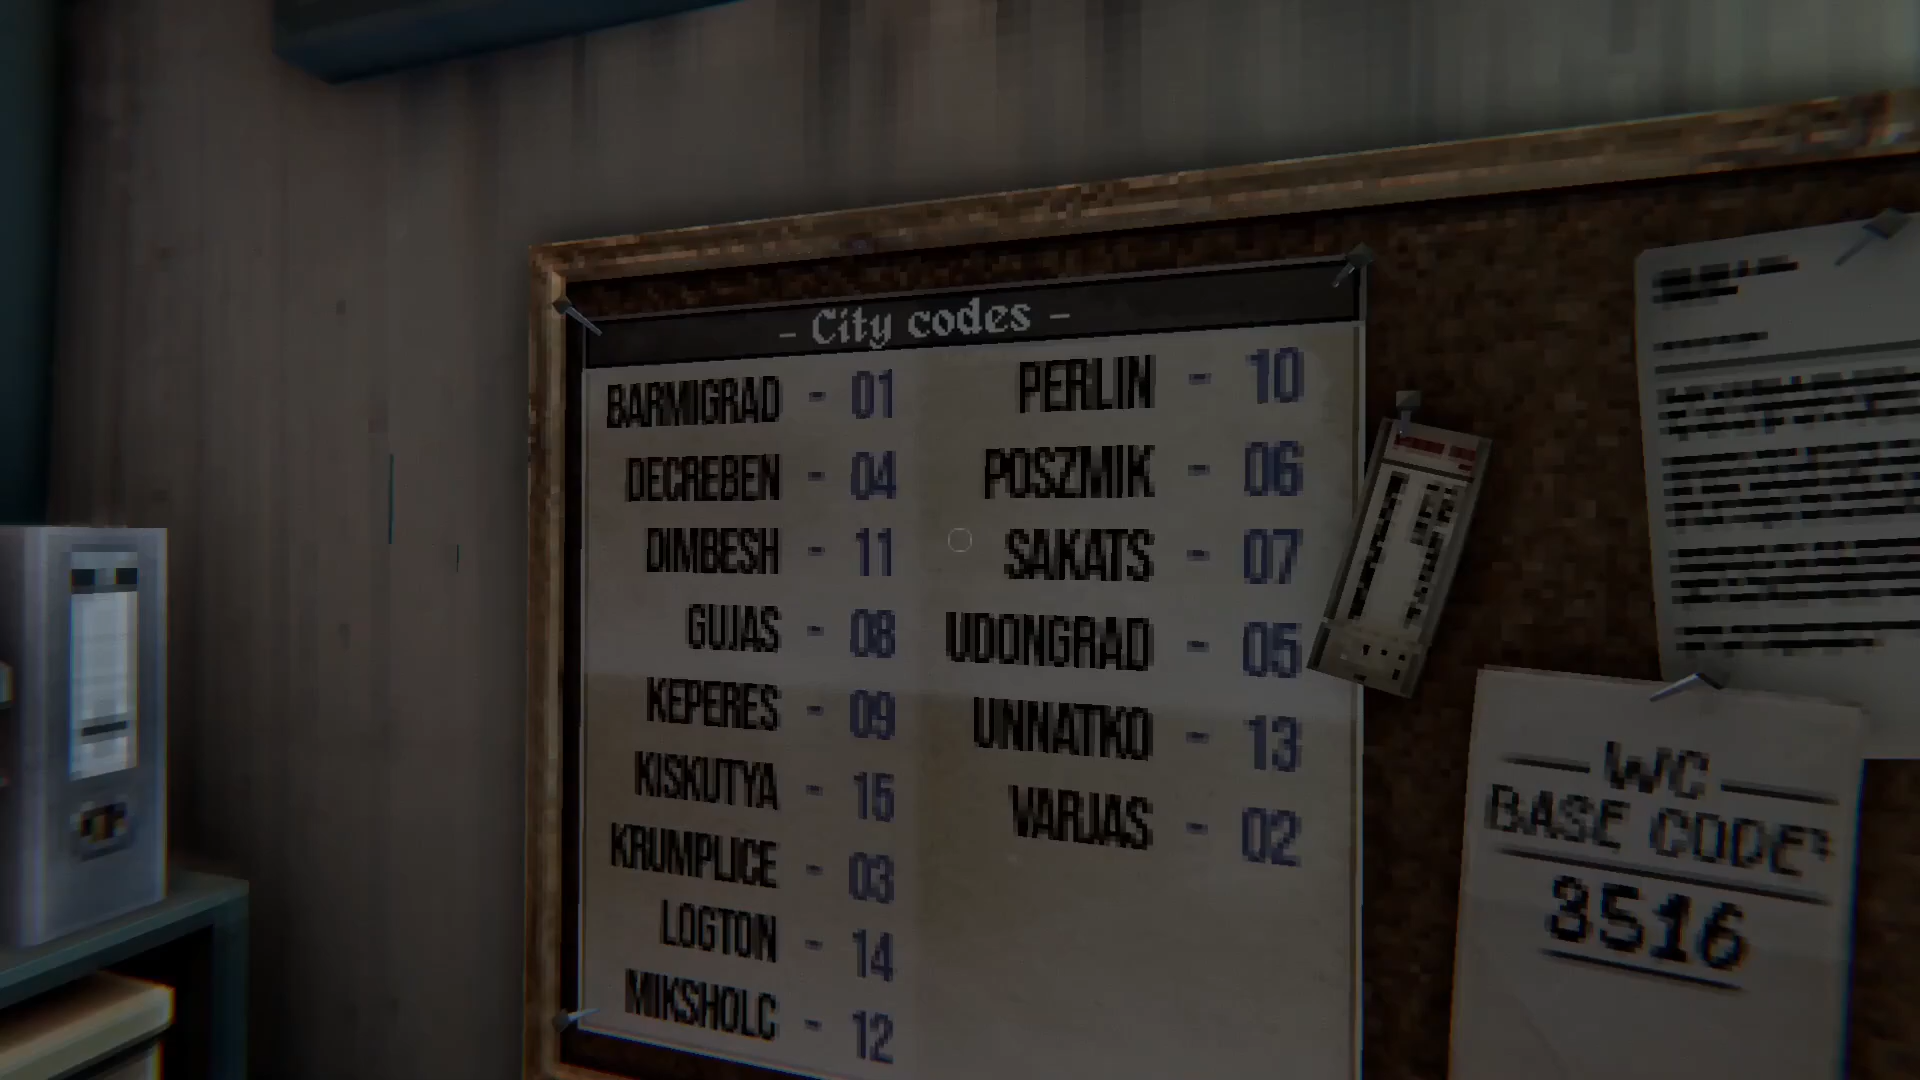 - City codes -
BARMIGRAD - 01
DECREBEN - 04
DIMBESH - 11
GUJAS - 08
KEPERES - 09
KISKUTYA - 15
KRUMPLICE - 03
LOGTON - 14
MIKSHOLC - 12
PERLIN - 10
POSZMIK - 06
SAKATS - 07
UDONGRAD - 05
UNNATKO - 13
VARJAS - 02
WC
BASE CODE:
3516